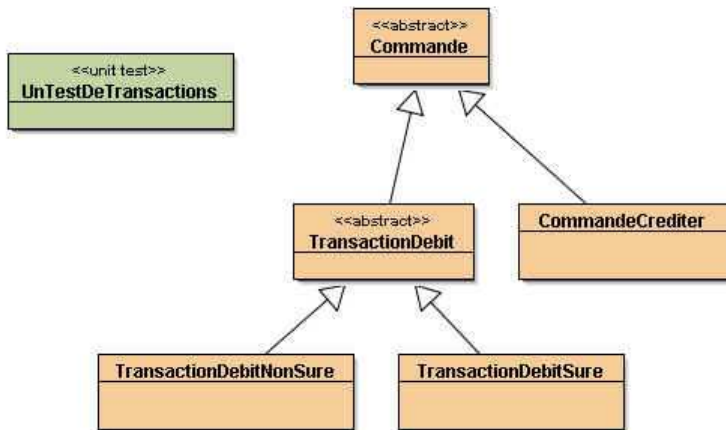 <<abstract>>
Commande
<<unit test>>
UnTestDeTransactions
<<abstract>>
TransactionDebit
CommandeCrediter
TransactionDebitNonSure
TransactionDebitSure